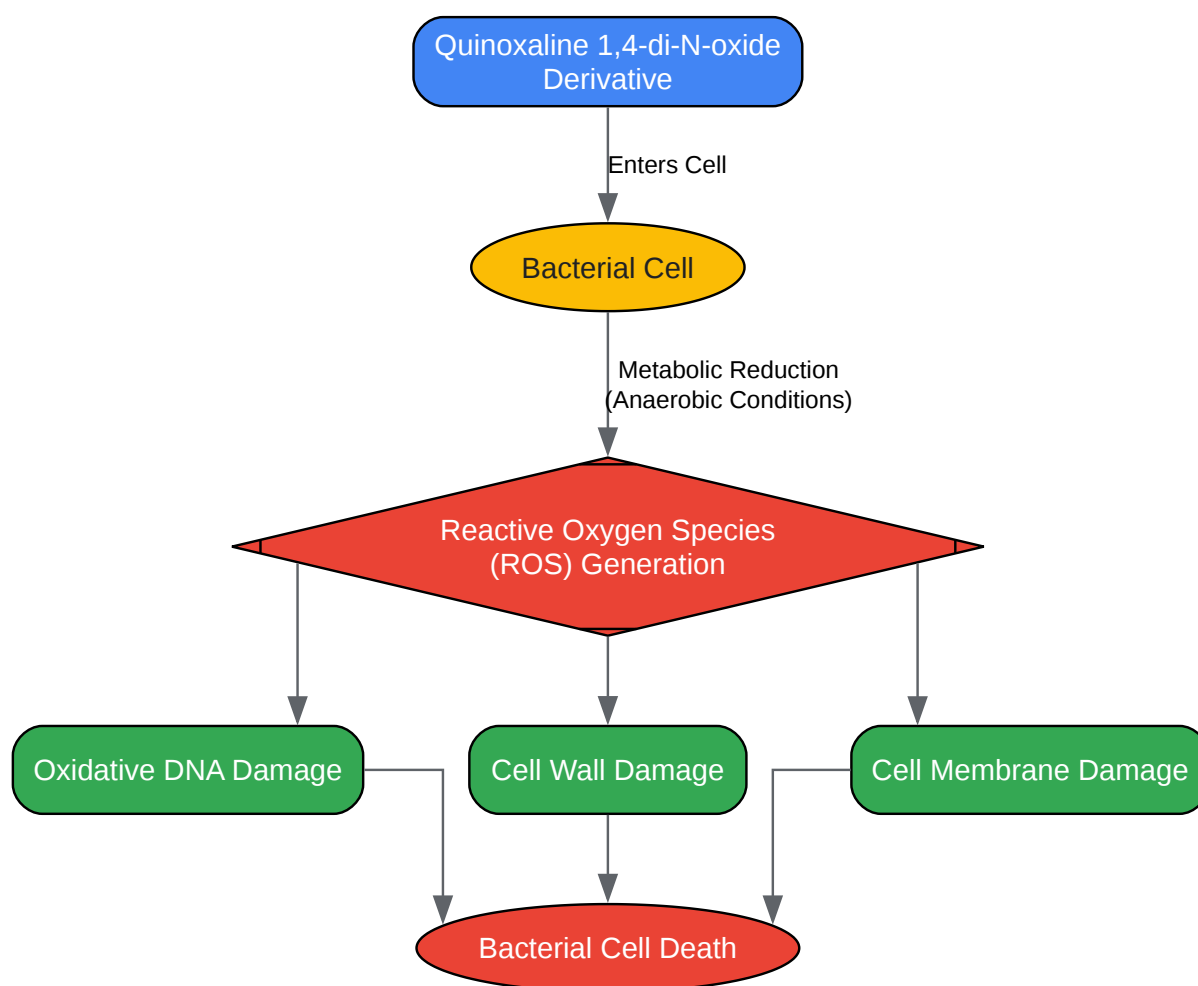 Quinoxaline 1,4-di-N-oxide
Derivative
Enters Cell
Bacterial Cell
Metabolic Reduction
(Anaerobic Conditions)
Reactive Oxygen Species
(ROS) Generation
Oxidative DNA Damage
Cell Wall Damage
Cell Membrane Damage
Bacterial Cell Death